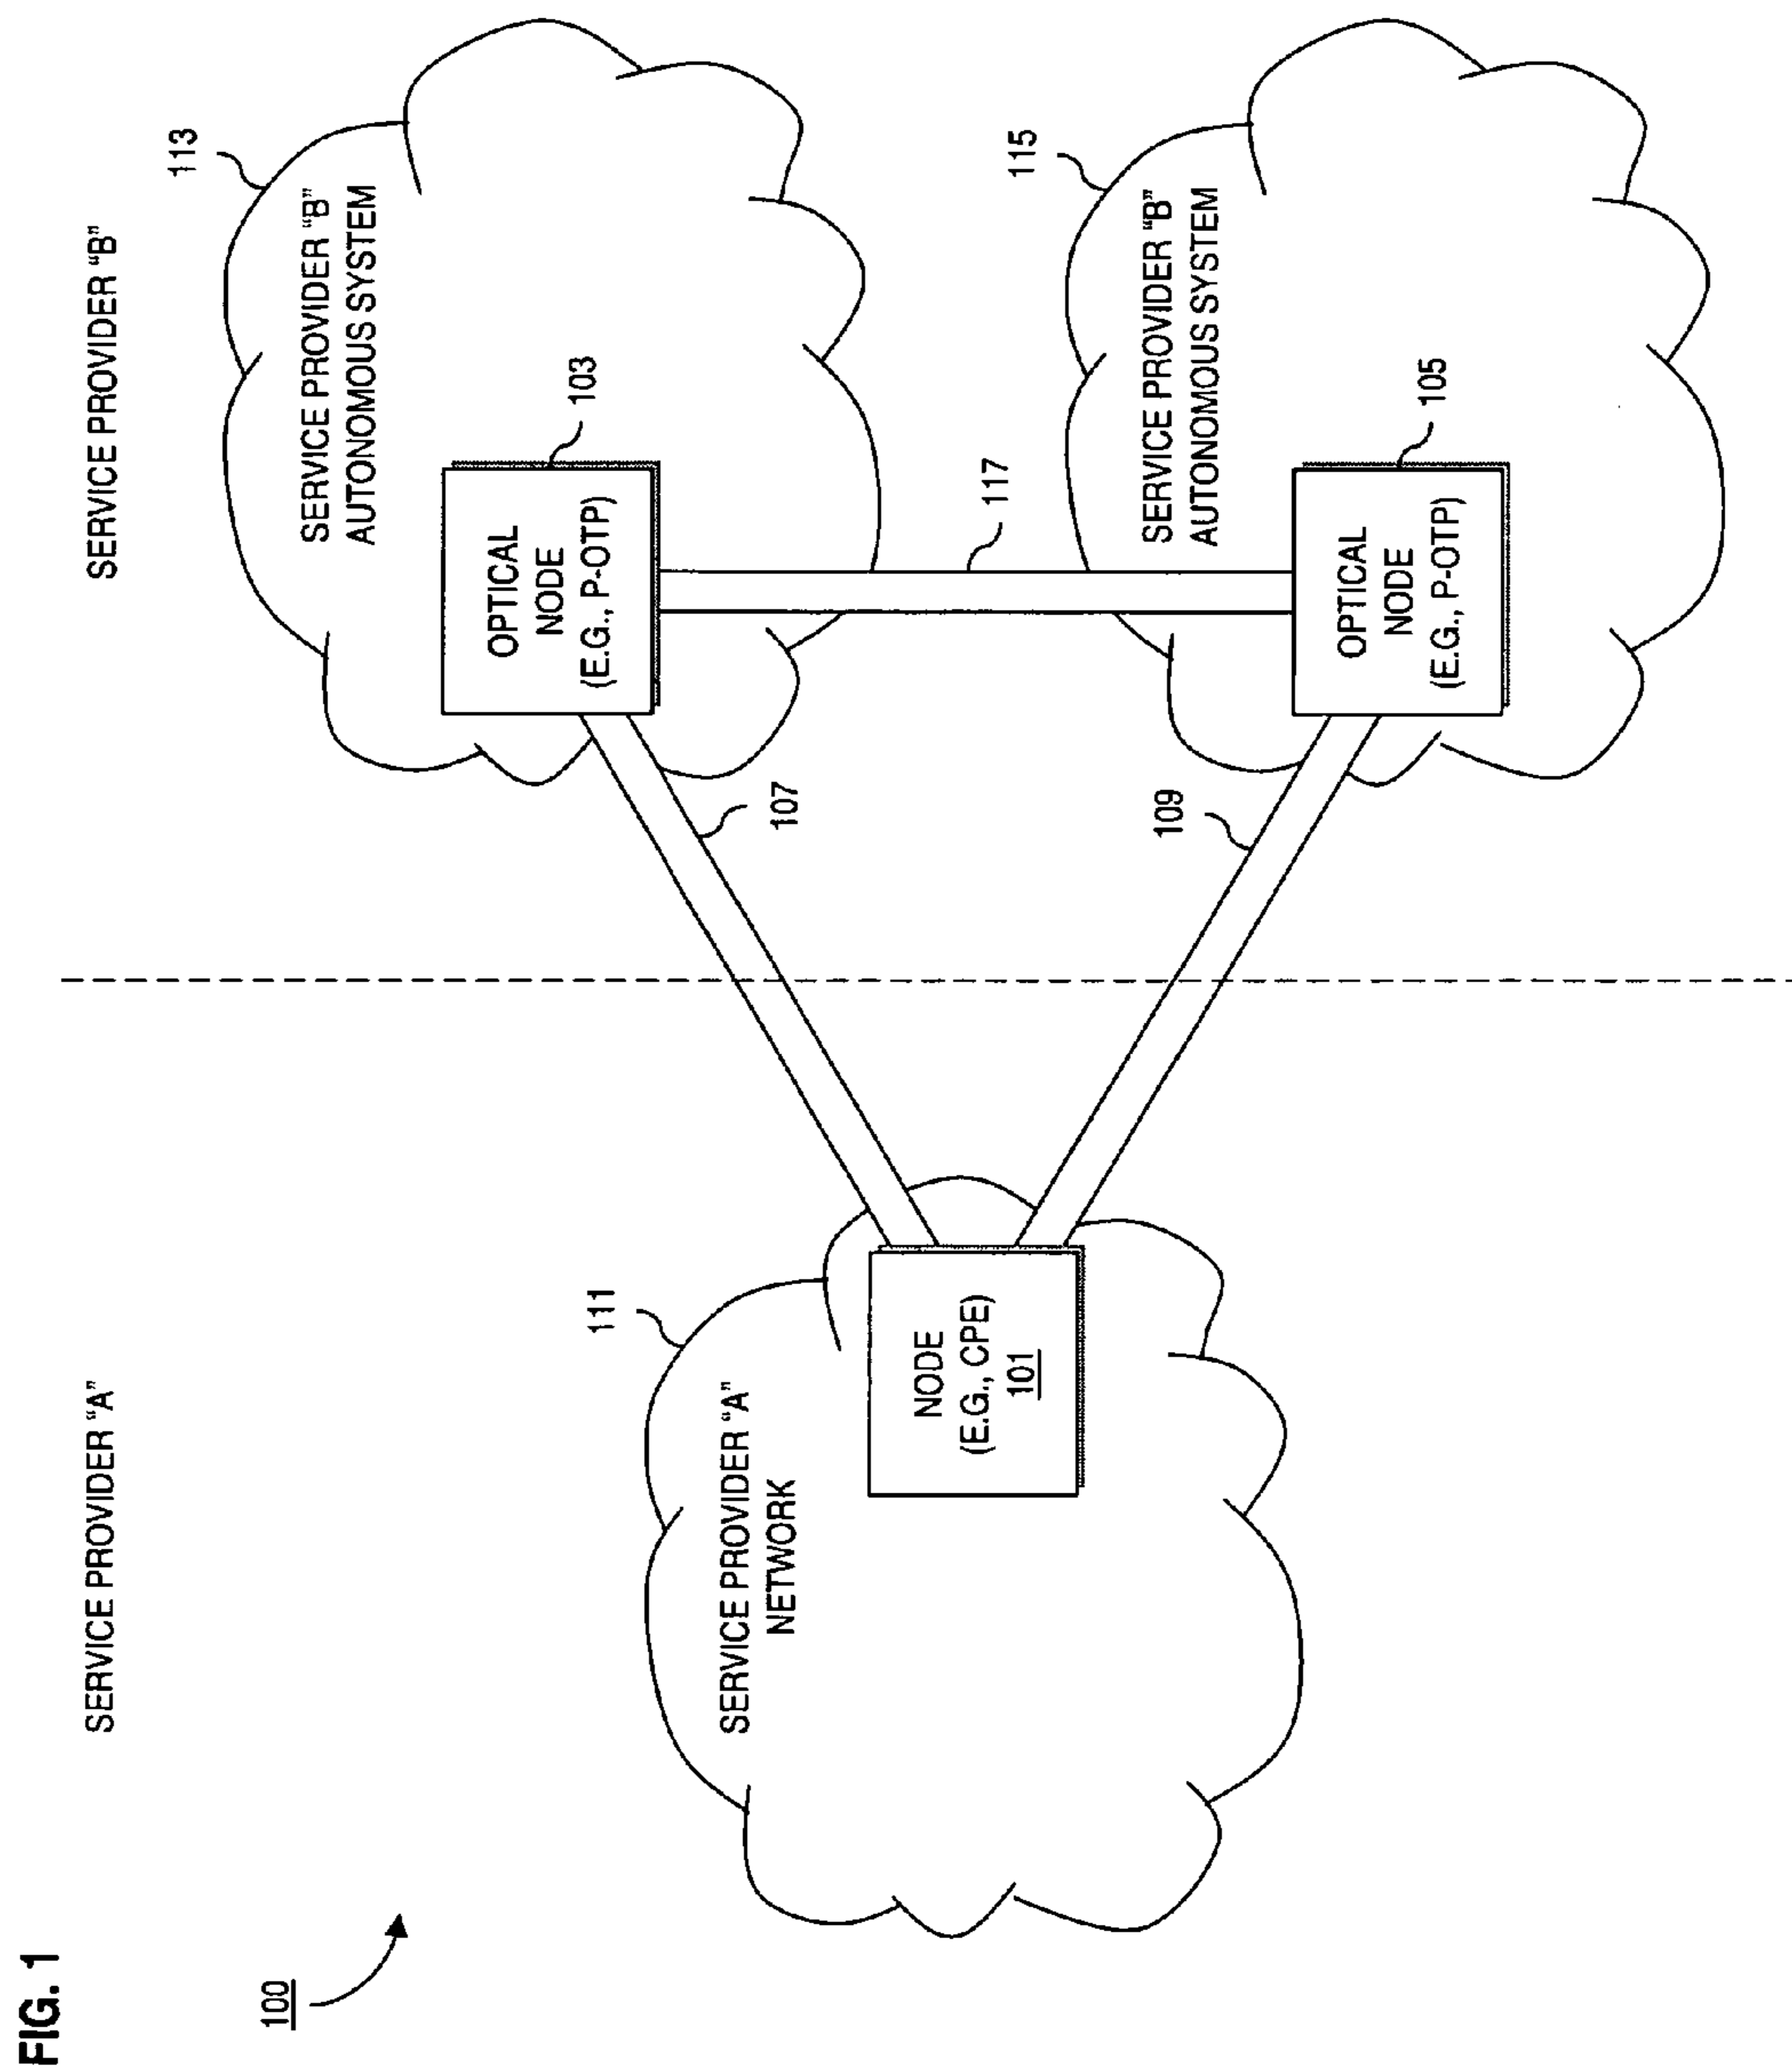 FIG. 1
100
SERVICE PROVIDER “A”
SERVICE PROVIDER “B”
111
SERVICE PROVIDER “A”
NETWORK
NODE
(E.G., CPE)
101
107
109
113
SERVICE PROVIDER “B”
AUTONOMOUS SYSTEM
103
OPTICAL
NODE
(E.G., P-OTP)
117
115
SERVICE PROVIDER “B”
AUTONOMOUS SYSTEM
105
OPTICAL
NODE
(E.G., P-OTP)